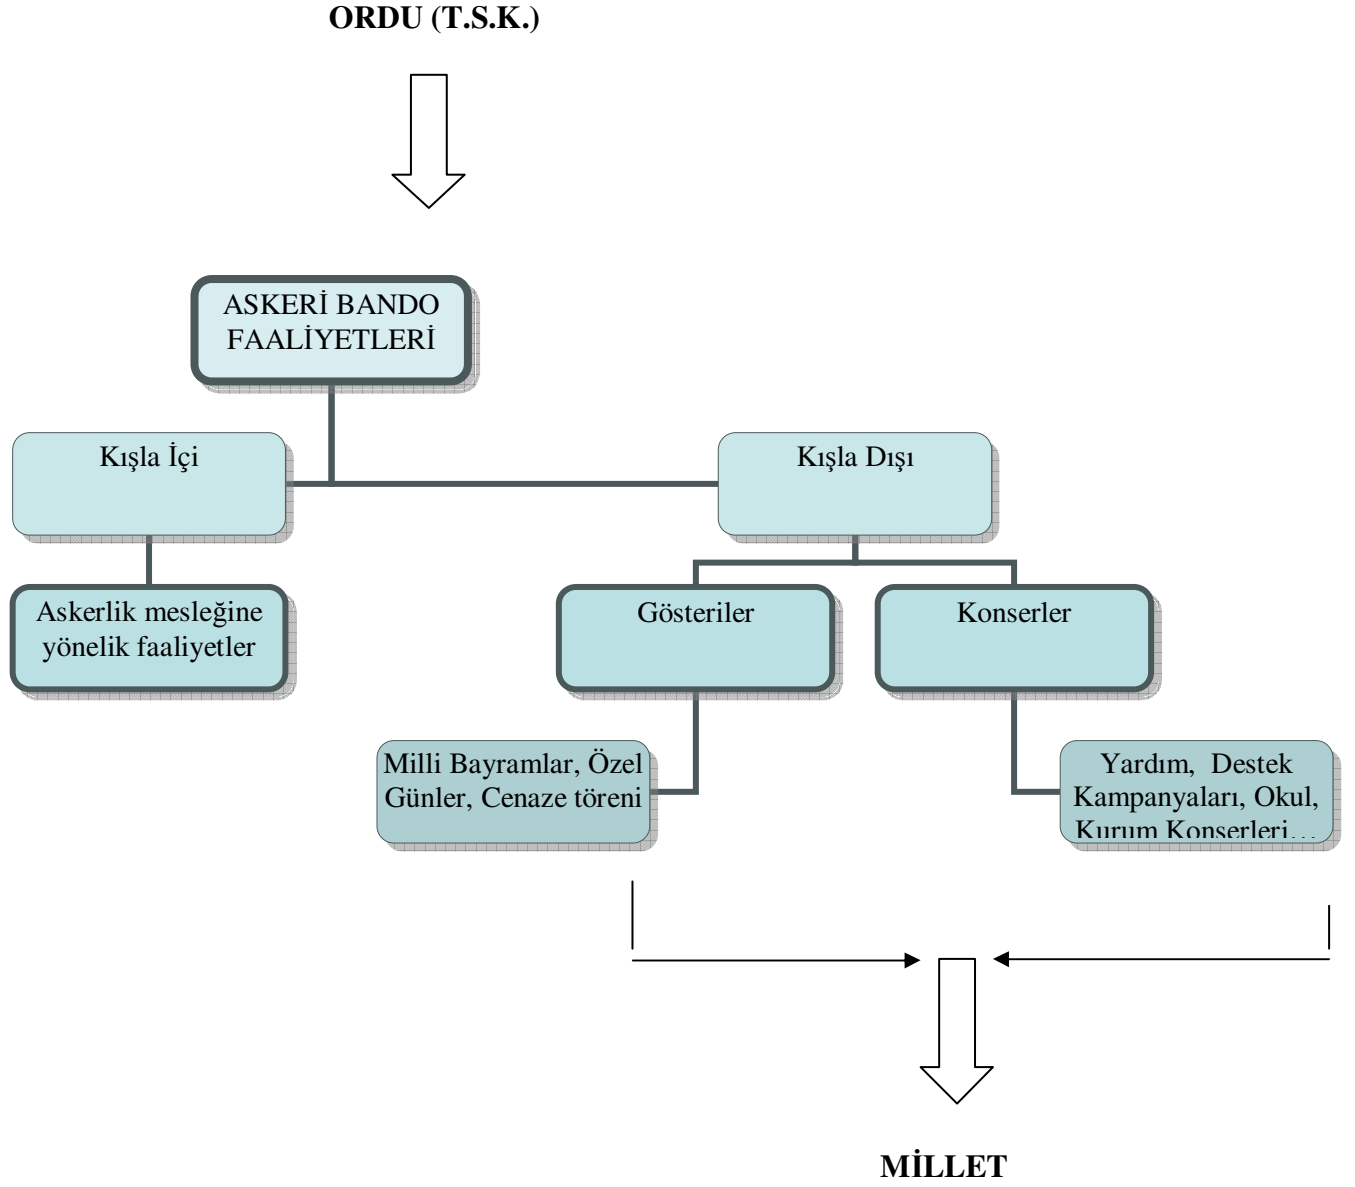 ORDU (T.S.K.)
ASKERİ BANDO
FAALİYETLERİ
Kışla İçi
Kışla Dışı
Askerlik mesleğine
yönelik faaliyetler
Gösteriler
Konserler
Milli Bayramlar, Özel
Günler, Cenaze töreni
Yardım, Destek
Kampanyaları, Okul,
Kurum Konserleri…
MİLLET